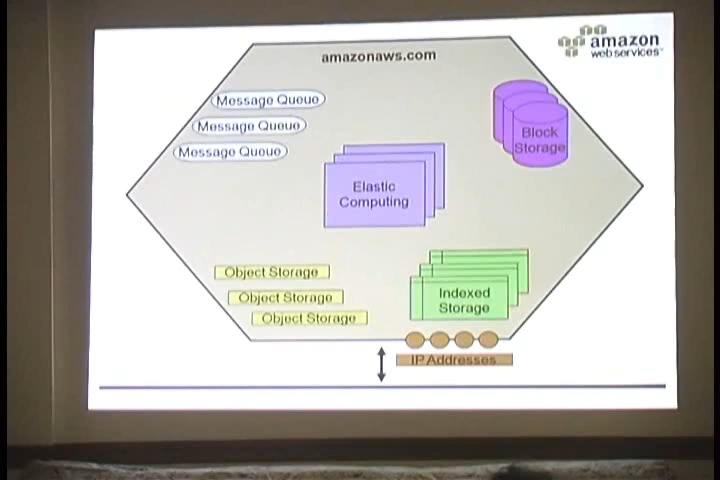 amazonaws.com
amazon
web services™
Message Queue
Message Queue
Message Queue
Block
Storage
Elastic
Computing
Object Storage
Object Storage
Object Storage
Indexed
Storage
IP Addresses